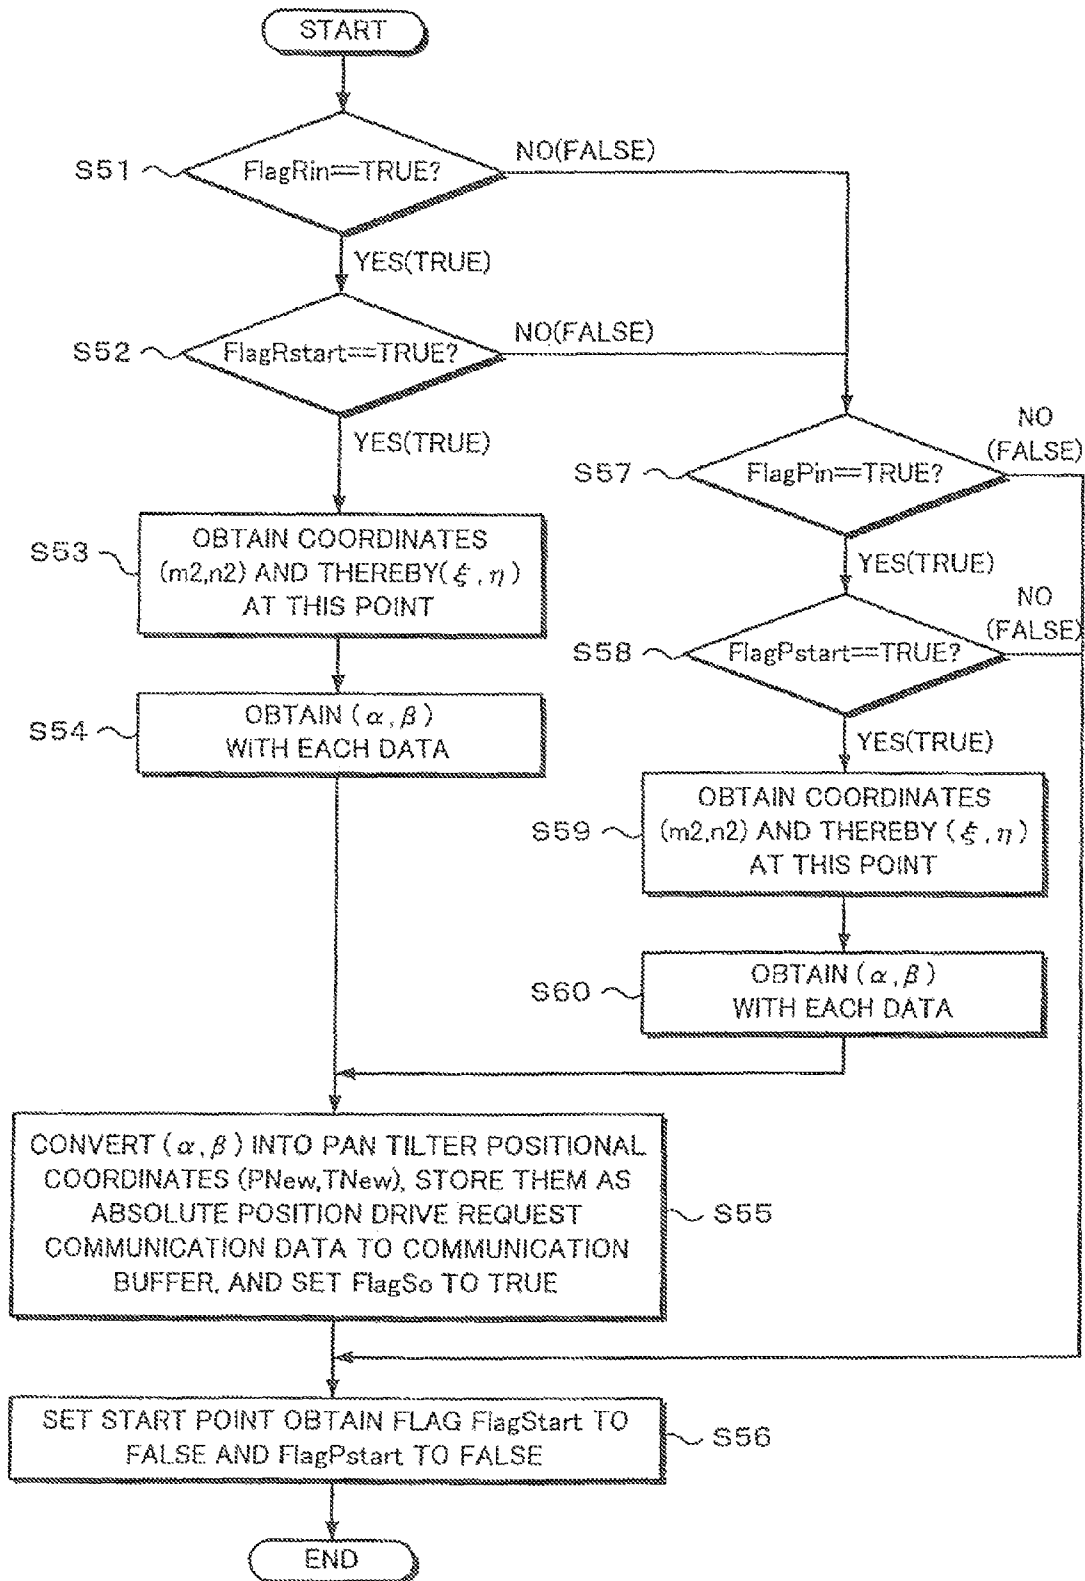 START
S51
FlagRin==TRUE?
NO(FALSE)
YES(TRUE)
S52
FlagRstart==TRUE?
NO(FALSE)
YES(TRUE)
S53
OBTAIN COORDINATES
(m2,n2) AND THEREBY(ξ,η)
AT THIS POINT
S54
OBTAIN (α,β)
WITH EACH DATA
S57
FlagPin==TRUE?
NO
(FALSE)
YES(TRUE)
S58
FlagPstart==TRUE?
NO
(FALSE)
YES(TRUE)
S59
OBTAIN COORDINATES
(m2,n2) AND THEREBY (ξ,η)
AT THIS POINT
S60
OBTAIN (α,β)
WITH EACH DATA
CONVERT (α,β) INTO PAN TILTER POSITIONAL
COORDINATES (PNew,TNew), STORE THEM AS
ABSOLUTE POSITION DRIVE REQUEST
COMMUNICATION DATA TO COMMUNICATION
BUFFER, AND SET FlagSo TO TRUE
S55
SET START POINT OBTAIN FLAG FlagStart TO
FALSE AND FlagPstart TO FALSE
S56
END